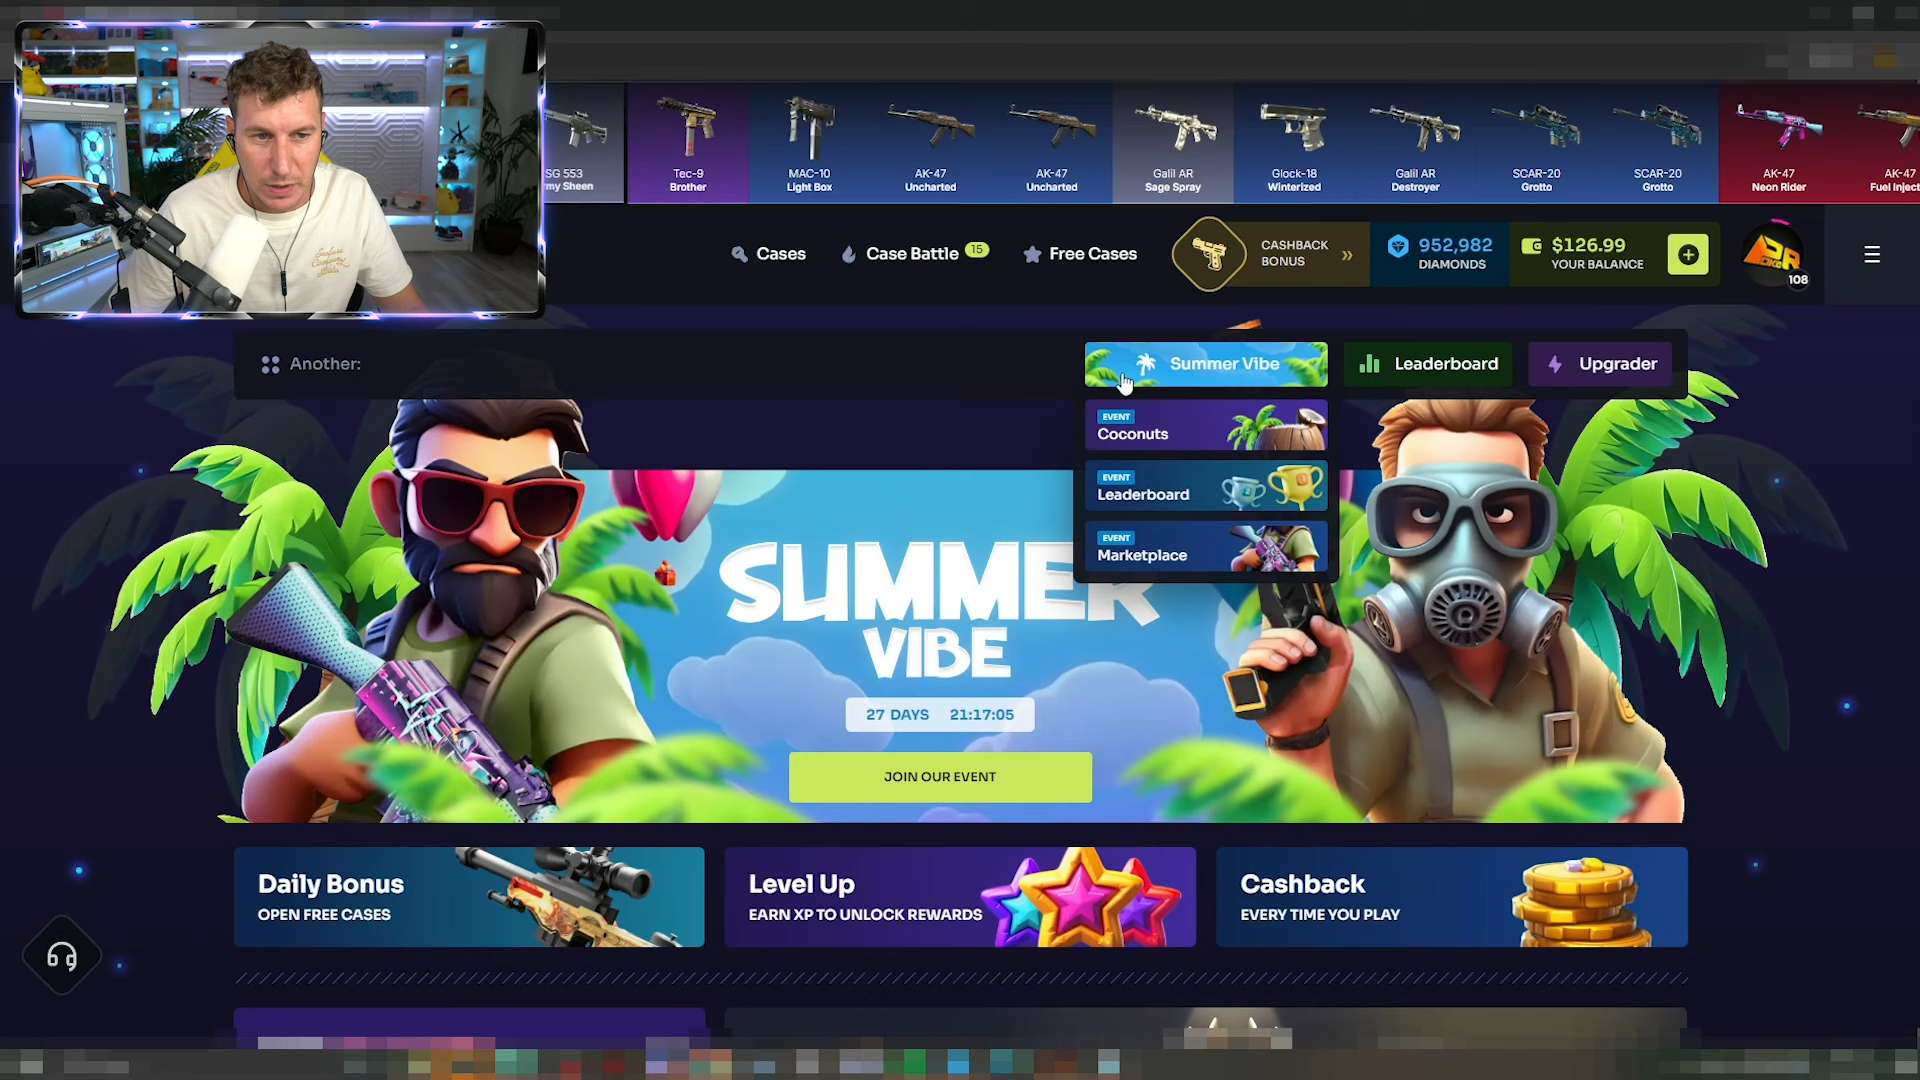 SG 553
my Sheen
Tec-9
Brother
MAC-10
Light Box
AK-47
Uncharted
AK-47
Uncharted
Galil AR
Sage Spray
Glock-18
Winterized
Galil AR
Destroyer
SCAR-20
Grotto
SCAR-20
Grotto
AK-47
Neon Rider
AK-47
Fuel Inject
Cases
Case Battle 15
Free Cases
CASHBACK
BONUS
952,982
DIAMONDS
$126.99
YOUR BALANCE
108
Another:
Summer Vibe
Leaderboard
Upgrader
EVENT
Coconuts
EVENT
Leaderboard
EVENT
Marketplace
SUMMER
VIBE
27 DAYS 21:17:05
JOIN OUR EVENT
Daily Bonus
OPEN FREE CASES
Level Up
EARN XP TO UNLOCK REWARDS
Cashback
EVERY TIME YOU PLAY